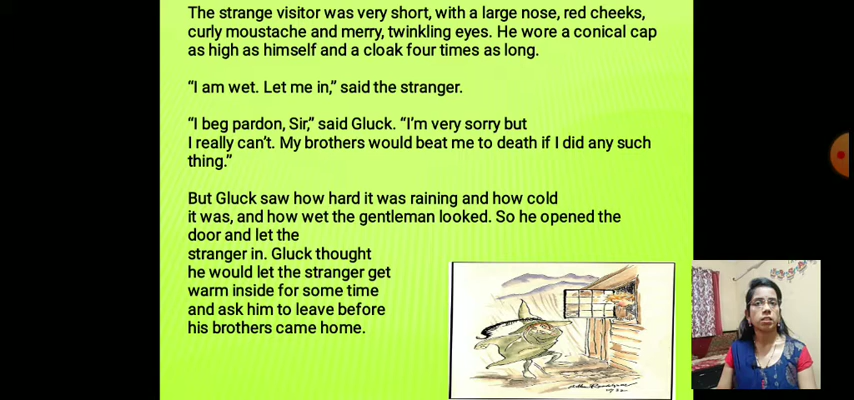 The strange visitor was very short, with a large nose, red cheeks,
curly moustache and merry, twinkling eyes. He wore a conical cap
as high as himself and a cloak four times as long.
“I am wet. Let me in,” said the stranger.
“I beg pardon, Sir,” said Gluck. “I’m very sorry but
I really can’t. My brothers would beat me to death if I did any such
thing.”
But Gluck saw how hard it was raining and how cold
it was, and how wet the gentleman looked. So he opened the
door and let the
stranger in. Gluck thought
he would let the stranger get
warm inside for some time
and ask him to leave before
his brothers came home.